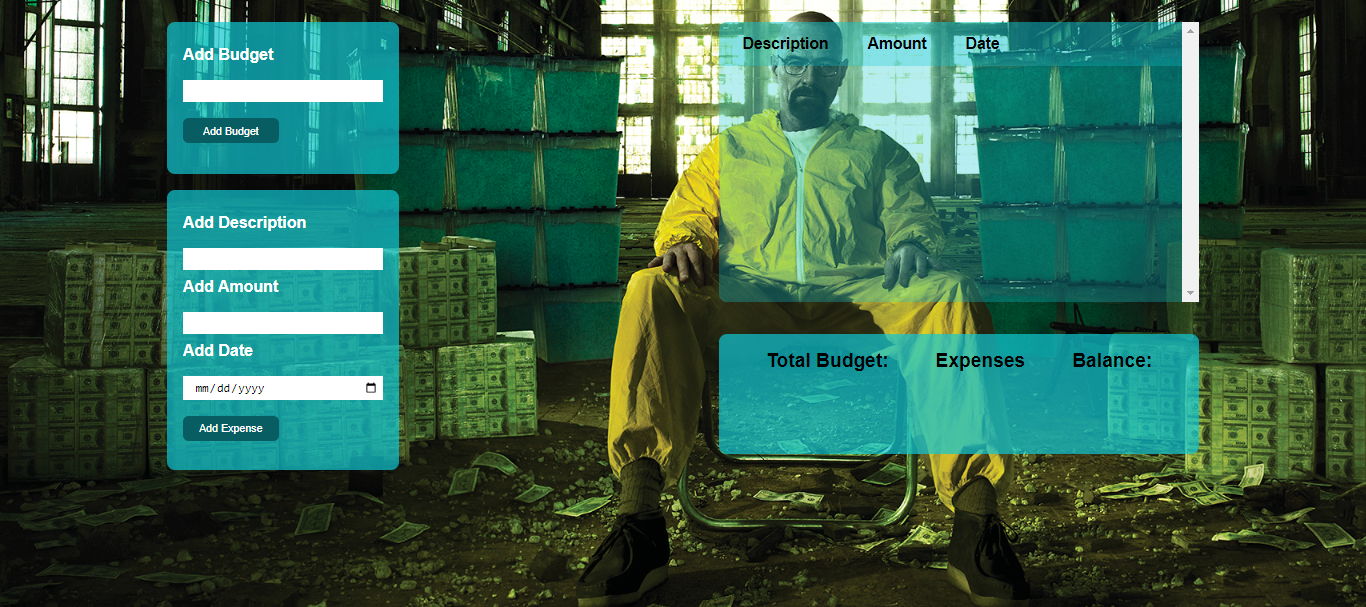 Add Budget
Add Budget
Add Description
Add Amount
Add Date
mm/dd/yyyy
Add Expense
Description Amount Date
Total Budget: Expenses Balance: